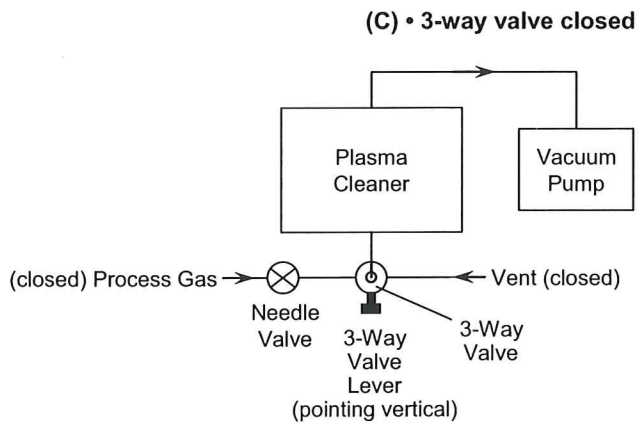 (C) • 3-way valve closed
Plasma
Cleaner
Vacuum
Pump
(closed) Process Gas
Vent (closed)
Needle
Valve
3-Way
Valve
Lever
(pointing vertical)
3-Way
Valve